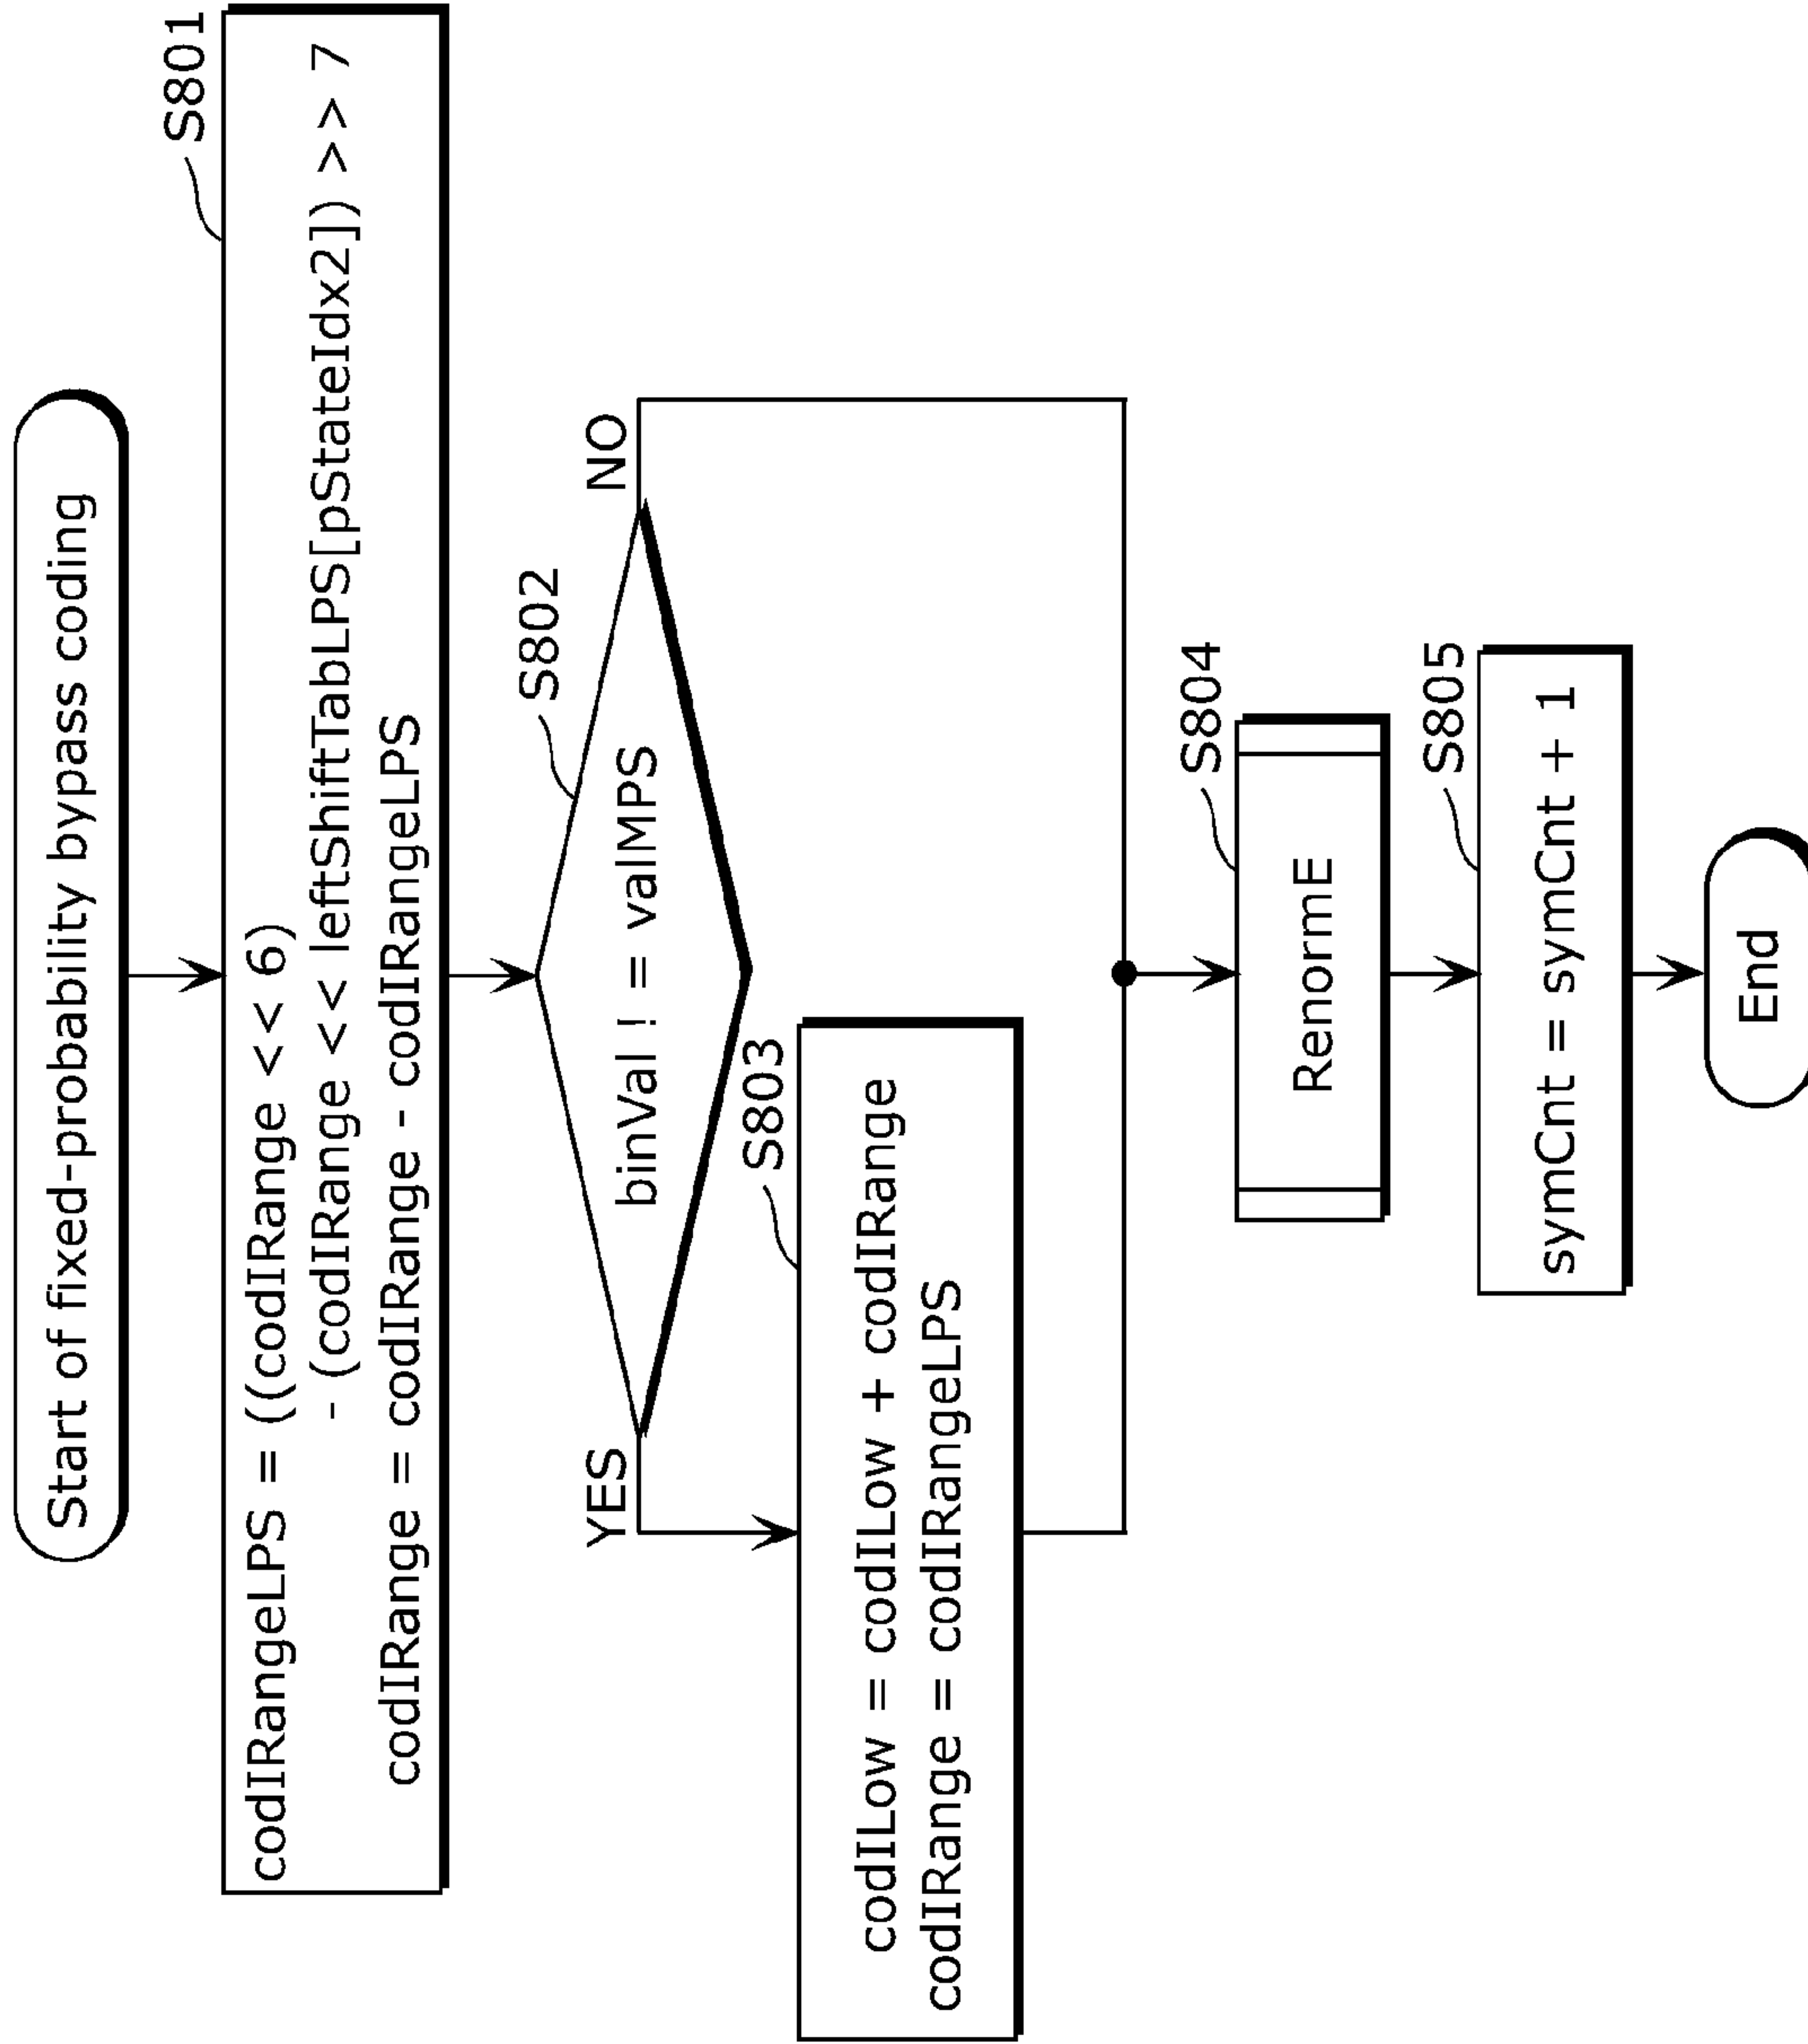 Start of fixed-probability bypass coding
S801
codIRangeLPS = ((codIRange << 6)
- (codIRange << leftShiftTabLPS[pStateIdx2]) >> 7
codIRange = codIRange - codIRangeLPS
S802
binVal != valMPS
YES
NO
S803
codILow = codILow + codIRange
codIRange = codIRangeLPS
S804
RenormE
S805
symCnt = symCnt + 1
End